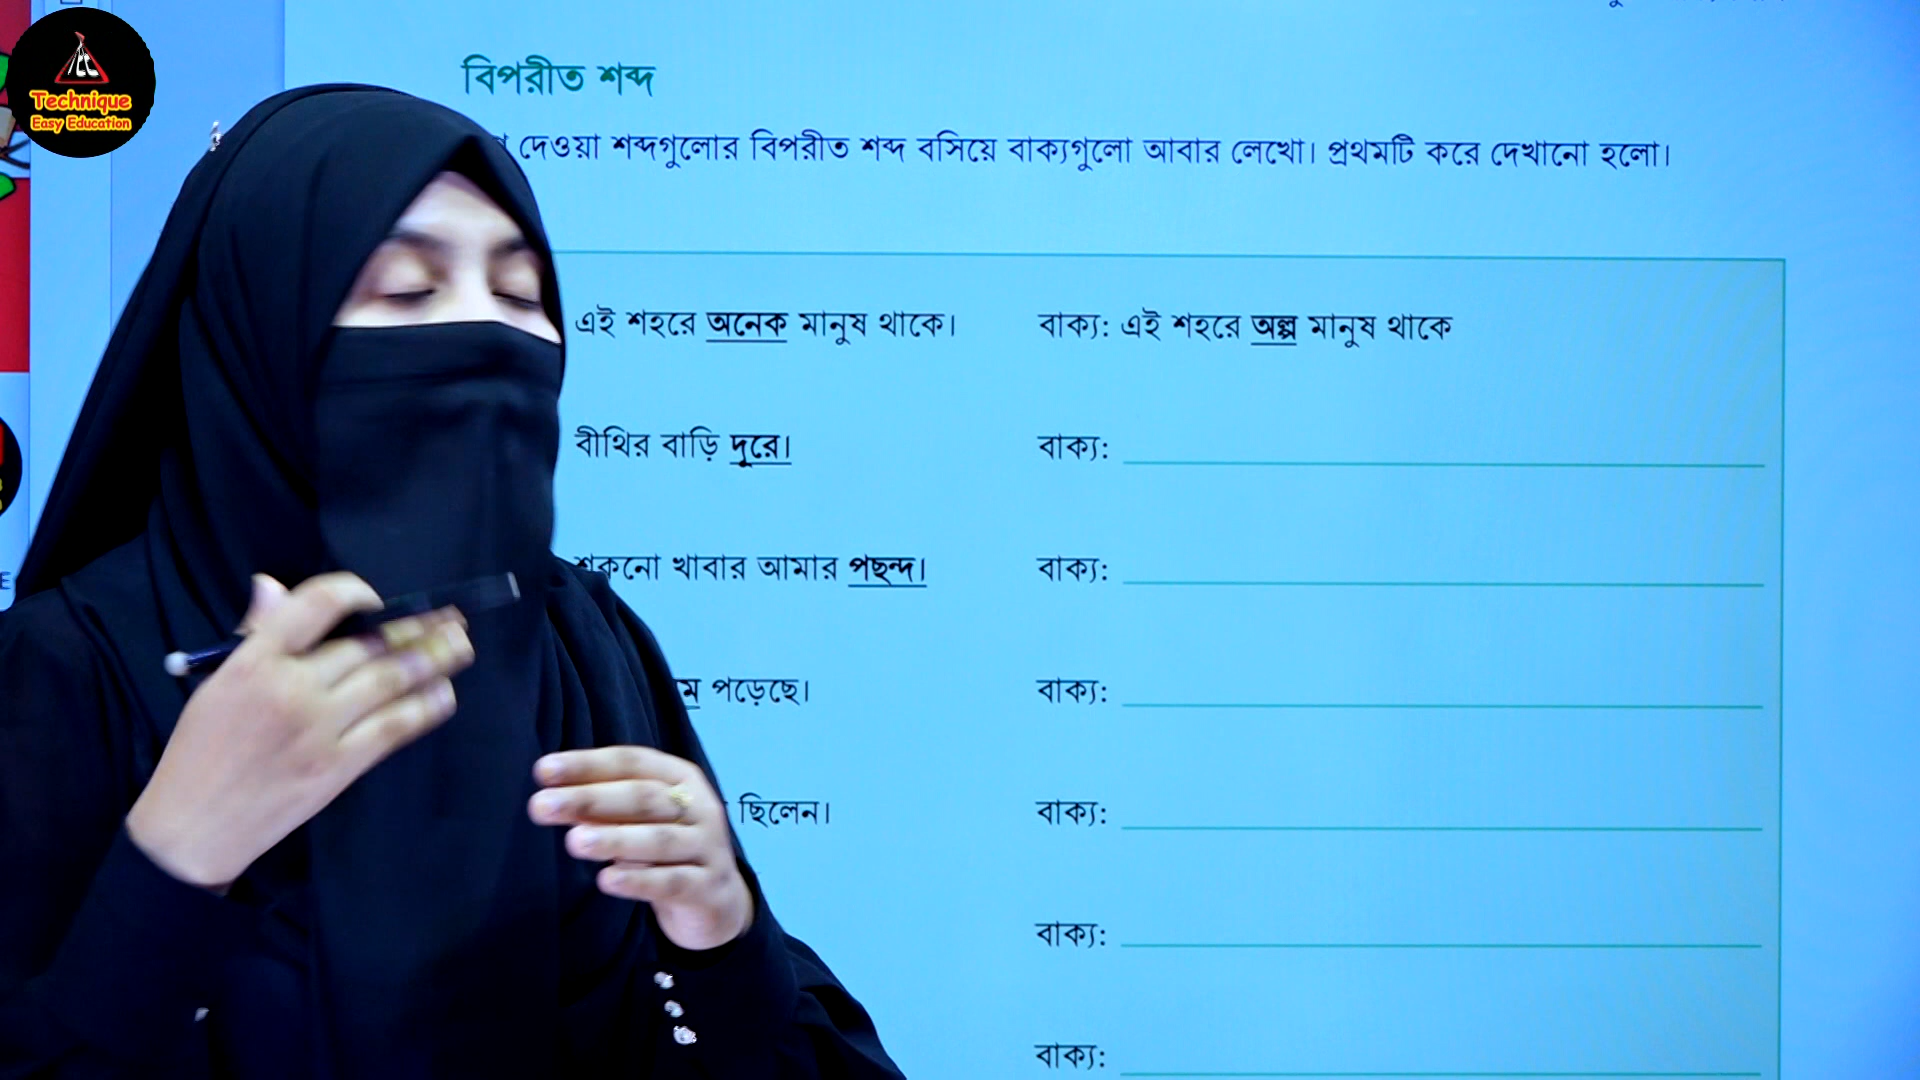 Technique
Easy Education
বিপরীত শব্দ
দেওয়া শব্দগুলোর বিপরীত শব্দ বসিয়ে বাক্যগুলো আবার লেখো। প্রথমটি করে দেখানো হলো।
এই শহরে অনেক মানুষ থাকে। বাক্য: এই শহরে অল্প মানুষ থাকে
বীথির বাড়ি দূরে। বাক্য:
শুকনো খাবার আমার পছন্দ। বাক্য:
পড়েছে। বাক্য:
ছিলেন। বাক্য:
বাক্য:
বাক্য: